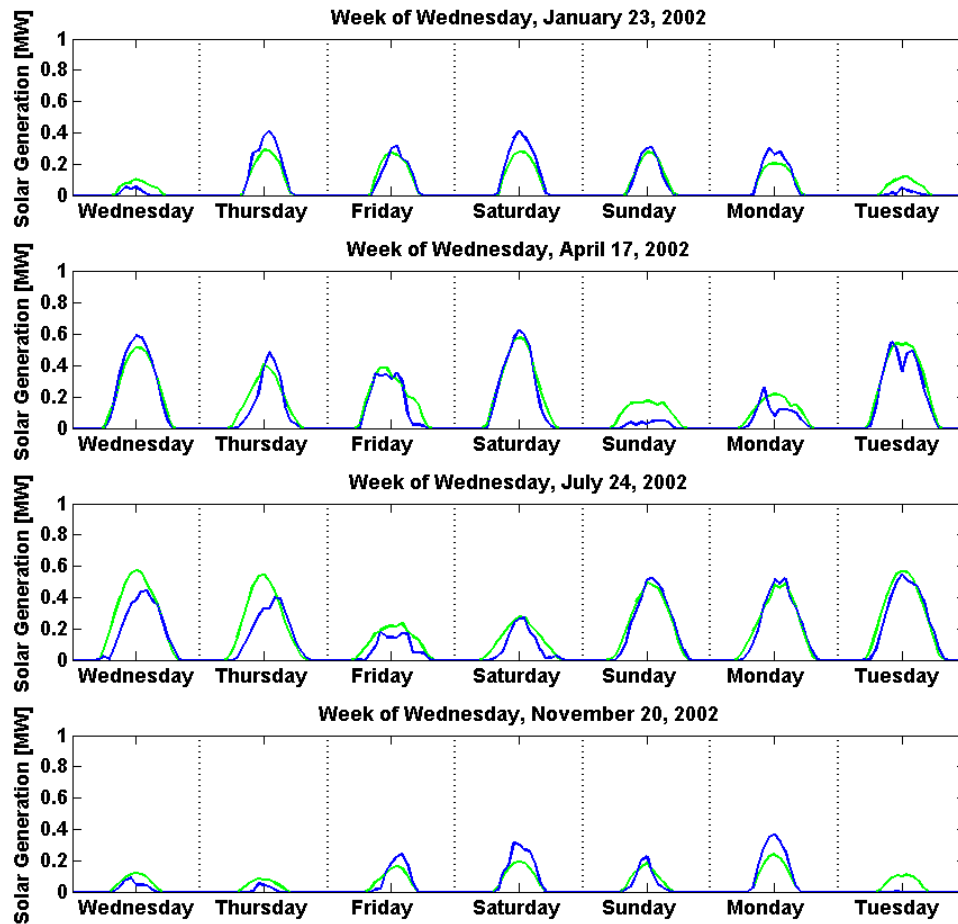 Week of Wednesday, January 23, 2002
Solar Generation [MW]
1
0.8
0.6
0.4
0.2
0
Wednesday Thursday Friday Saturday Sunday Monday Tuesday
Week of Wednesday, April 17, 2002
Solar Generation [MW]
1
0.8
0.6
0.4
0.2
0
Wednesday Thursday Friday Saturday Sunday Monday Tuesday
Week of Wednesday, July 24, 2002
Solar Generation [MW]
1
0.8
0.6
0.4
0.2
0
Wednesday Thursday Friday Saturday Sunday Monday Tuesday
Week of Wednesday, November 20, 2002
Solar Generation [MW]
1
0.8
0.6
0.4
0.2
0
Wednesday Thursday Friday Saturday Sunday Monday Tuesday